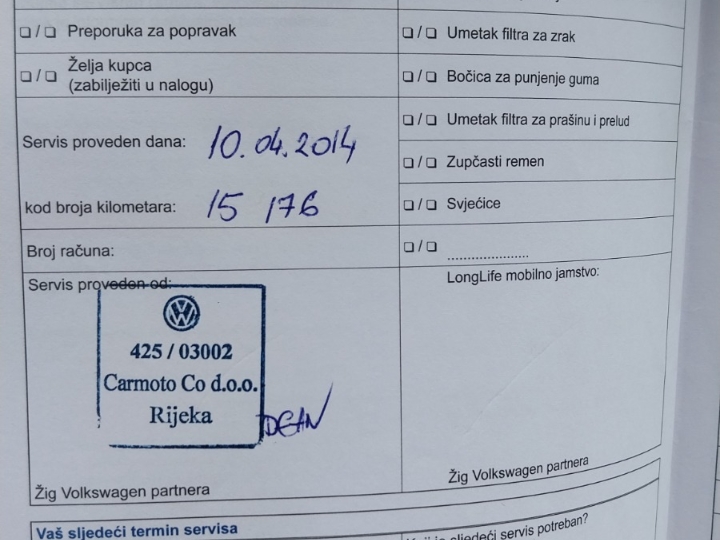 ☐ / ☐ Preporuka za popravak
☐ / ☐ Želja kupca
(zabilježiti u nalogu)
Servis proveden dana: 10.04.2014
kod broja kilometara: 15 176
Broj računa:
Servis proveden od:
425 / 03002
Carmoto Co d.o.o.
Rijeka
DEAN
Žig Volkswagen partnera
☐ / ☐ Umetak filtra za zrak
☐ / ☐ Bočica za punjenje guma
☐ / ☐ Umetak filtra za prašinu i prelud
☐ / ☐ Zupčasti remen
☐ / ☐ Svjećice
☐ / ☐ .....................
LongLife mobilno jamstvo:
Žig Volkswagen partnera
Vaš sljedeći termin servisa
sljedeći servis potreban?